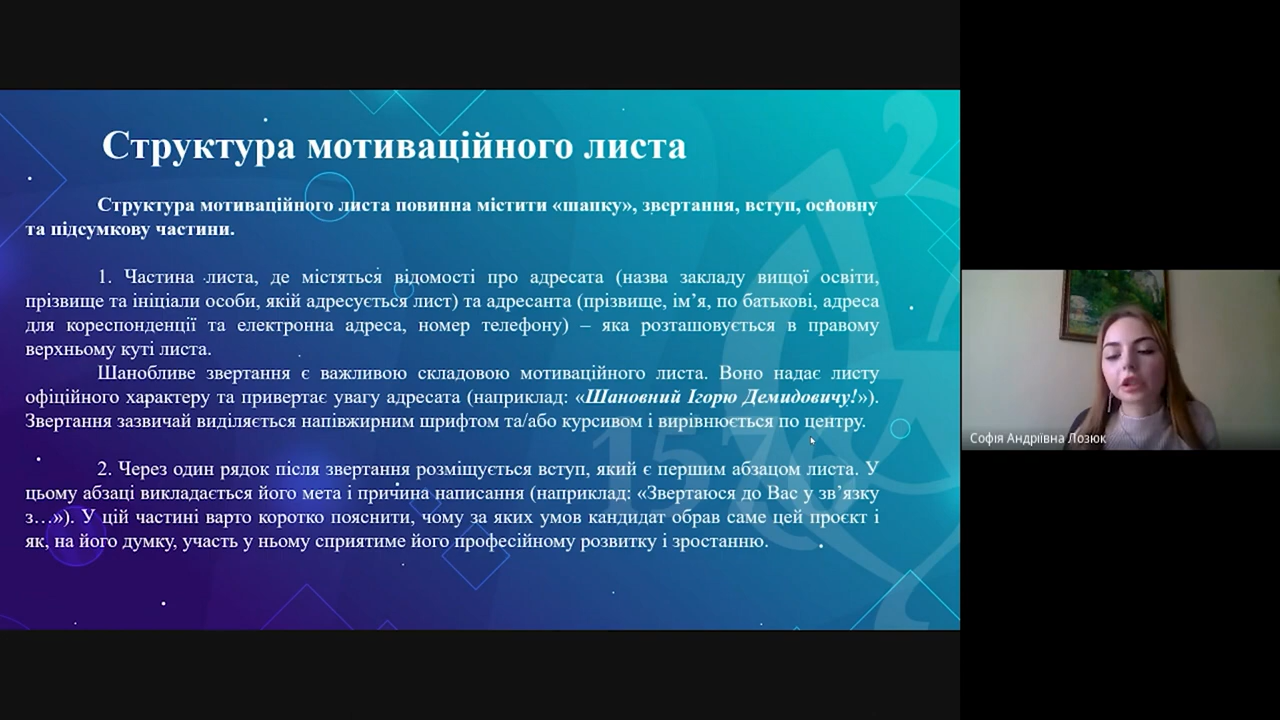 Структура мотиваційного листа
Структура мотиваційного листа повинна містити «шапку», звертання, вступ, основну
та підсумкову частини.
1. Частина листа, де містяться відомості про адресата (назва закладу вищої освіти,
прізвище та ініціали особи, якій адресується лист) та адресанта (прізвище, ім’я, по батькові, адреса
для кореспонденції та електронна адреса, номер телефону) – яка розташовується в правому
верхньому куті листа.
Шанобливе звертання є важливою складовою мотиваційного листа. Воно надає листу
офіційного характеру та привертає увагу адресата (наприклад: «Шановний Ігорю Демидовичу!»).
Звертання зазвичай виділяється напівжирним шрифтом та/або курсивом і вирівнюється по центру.
2. Через один рядок після звертання розміщується вступ, який є першим абзацом листа. У
цьому абзаці викладається його мета і причина написання (наприклад: «Звертаюся до Вас у зв’язку
з…»). У цій частині варто коротко пояснити, чому за яких умов кандидат обрав саме цей проєкт і
як, на його думку, участь у ньому сприятиме його професійному розвитку і зростанню.
1576
Софія Андріївна Лозюк